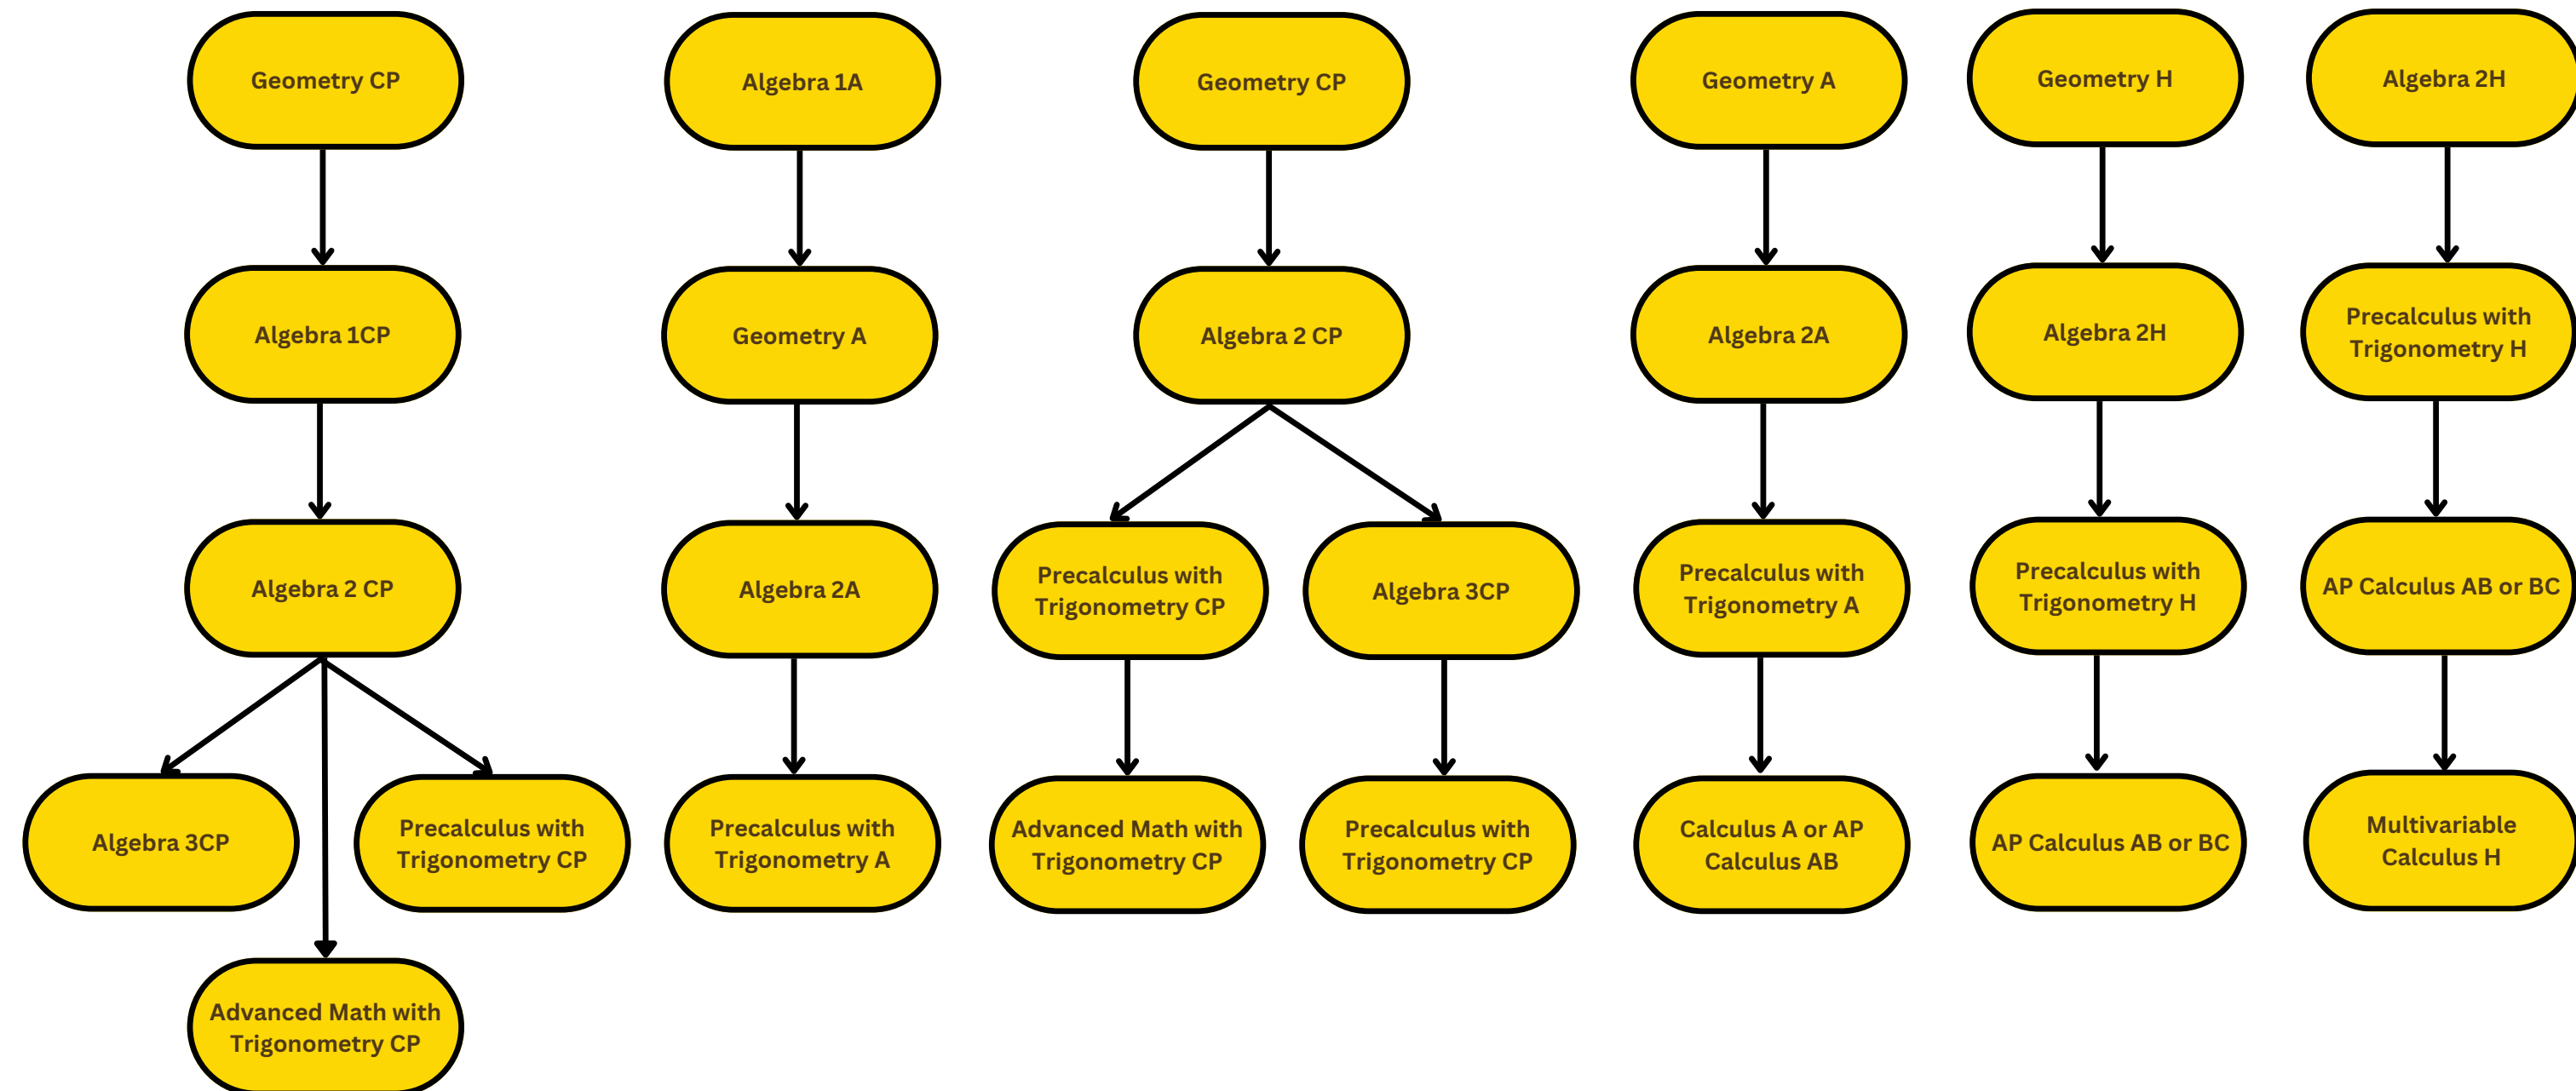 Geometry CP
Algebra 1CP
Algebra 2 CP
Algebra 3CP
Precalculus with
Trigonometry CP
Advanced Math with
Trigonometry CP
Algebra 1A
Geometry A
Algebra 2A
Precalculus with
Trigonometry A
Geometry CP
Algebra 2 CP
Precalculus with
Trigonometry CP
Algebra 3CP
Advanced Math with
Trigonometry CP
Precalculus with
Trigonometry CP
Geometry A
Algebra 2A
Precalculus with
Trigonometry A
Calculus A or AP
Calculus AB
Geometry H
Algebra 2H
Precalculus with
Trigonometry H
AP Calculus AB or BC
Algebra 2H
Precalculus with
Trigonometry H
AP Calculus AB or BC
Multivariable
Calculus H